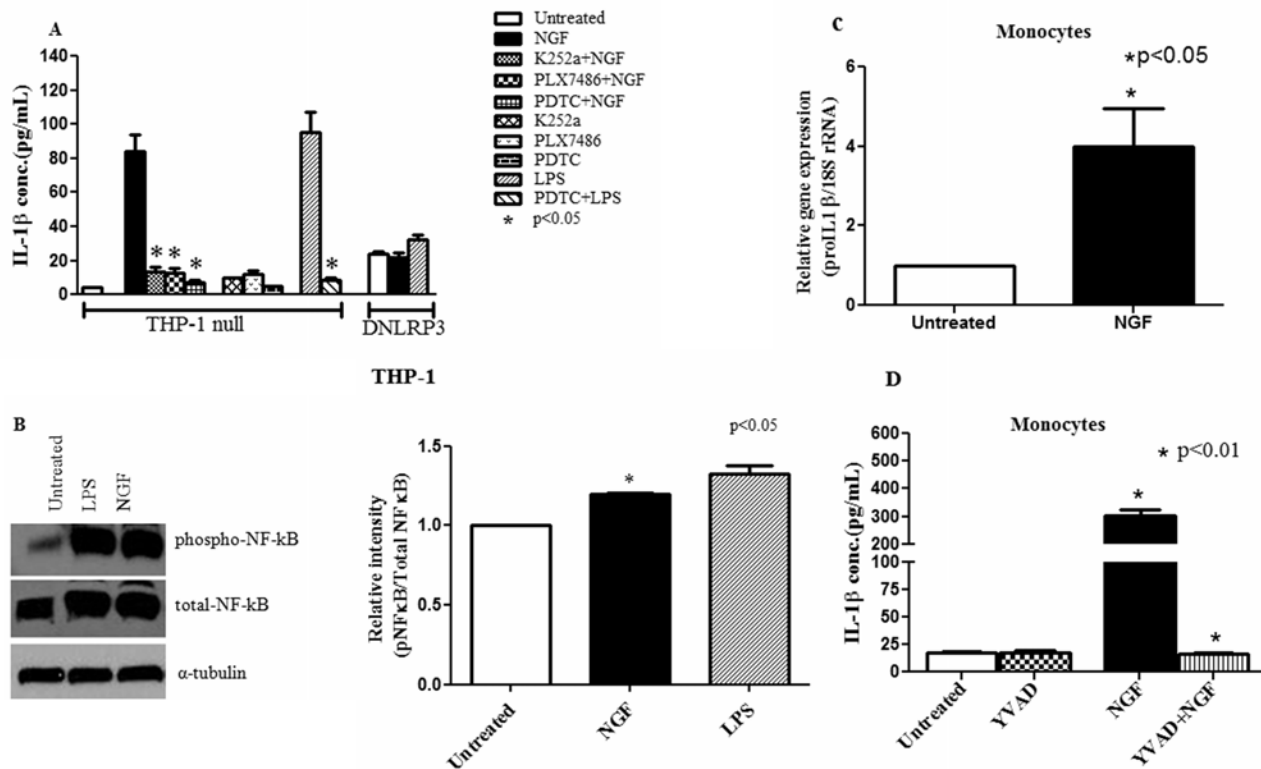 A
IL-1β conc.(pg/mL)
140
120
100
80
60
40
20
0
* * *
*
THP-1 null
DNLRP3
Untreated
NGF
K252a+NGF
PLX7486+NGF
PDTC+NGF
K252a
PLX7486
PDTC
LPS
PDTC+LPS
* p<0.05
C
Monocytes
*p<0.05
*
Relative gene expression
(proIL1 β/18S rRNA)
8
6
4
2
0
Untreated
NGF
THP-1
B
Untreated
LPS
NGF
phospho-NF-kB
total-NF-kB
α-tubulin
p<0.05
*
Relative intensity
(pNFκB/Total NFκB)
1.5
1.0
0.5
0.0
Untreated
NGF
LPS
D
Monocytes
* p<0.01
*
*
IL-1β conc.(pg/mL)
600
500
400
300
200
100
75
50
25
0
Untreated
YVAD
NGF
YVAD+NGF